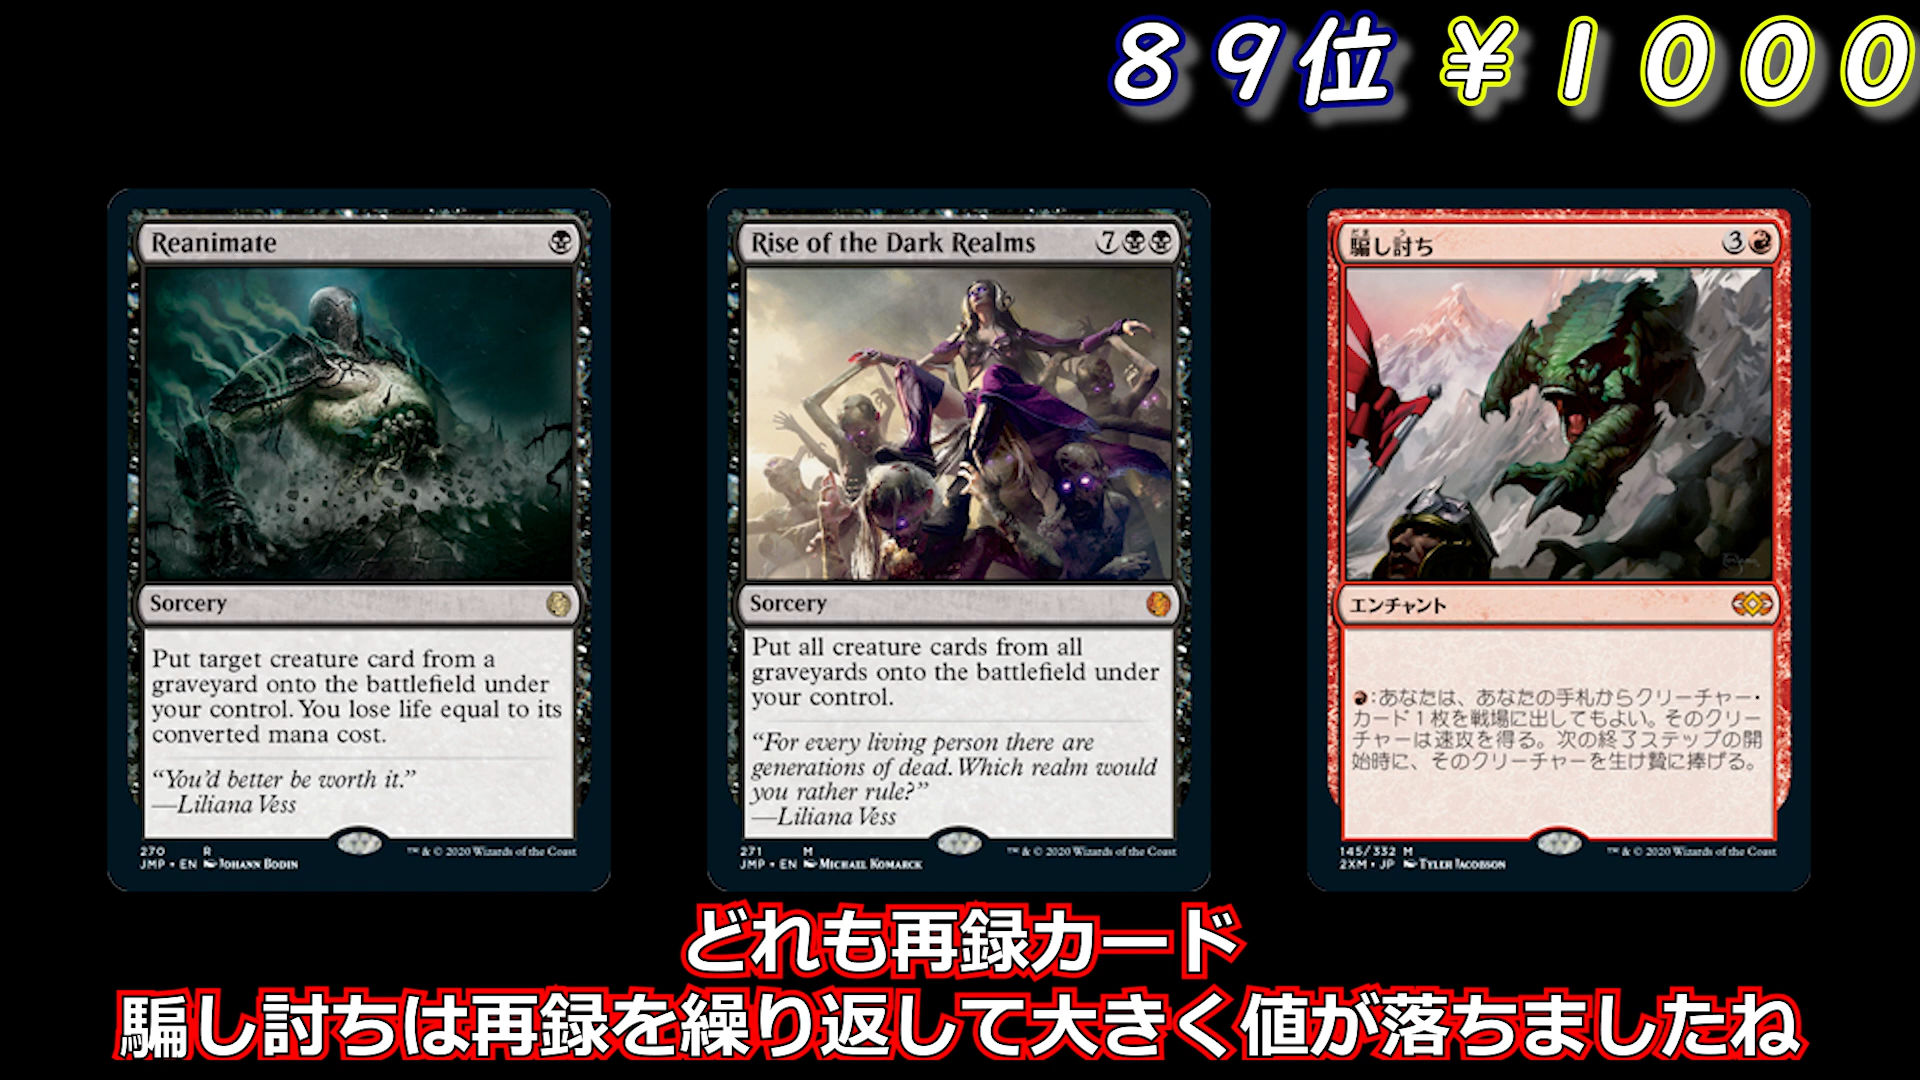 89位 ¥1000
Reanimate
Sorcery
Put target creature card from a
graveyard onto the battlefield under
your control. You lose life equal to its
converted mana cost.
“You’d better be worth it.”
—Liliana Vess
270 R
JMP • EN Johann Bodin
™ & © 2020 Wizards of the Coast
Rise of the Dark Realms
7
Sorcery
Put all creature cards from all
graveyards onto the battlefield under
your control.
“For every living person there are
generations of dead. Which realm would
you rather rule?”
—Liliana Vess
271 M
JMP • EN Michael Komarck
™ & © 2020 Wizards of the Coast
騙し討ち
3
エンチャント
:あなたは、あなたの手札からクリーチャー・
カード1枚を戦場に出してもよい。そのクリー
チャーは速攻を得る。次の終了ステップの開
始時に、そのクリーチャーを生け贄に捧げる。
145/332 M
2XM • JP Tyler Jacobson
™ & © 2020 Wizards of the Coast
どれも再録カード
騙し討ちは再録を繰り返して大きく値が落ちましたね